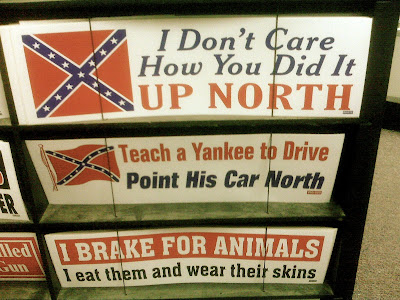 I Don't Care
How You Did It
UP NORTH
Teach a Yankee to Drive
Point His Car North
I BRAKE FOR ANIMALS
I eat them and wear their skins
Gun